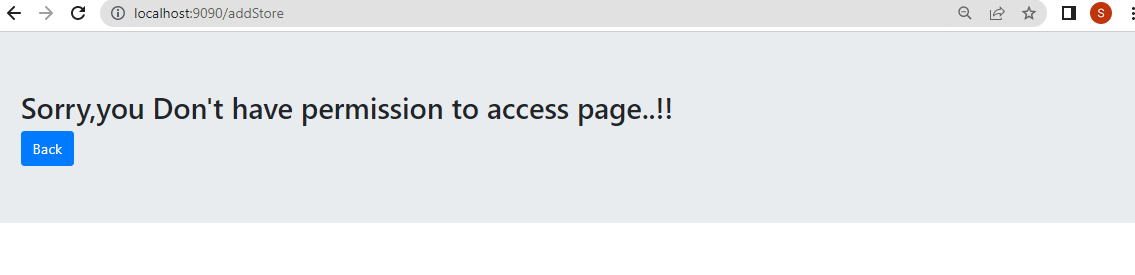 localhost:9090/addStore
S
Sorry,you Don't have permission to access page..!!
Back